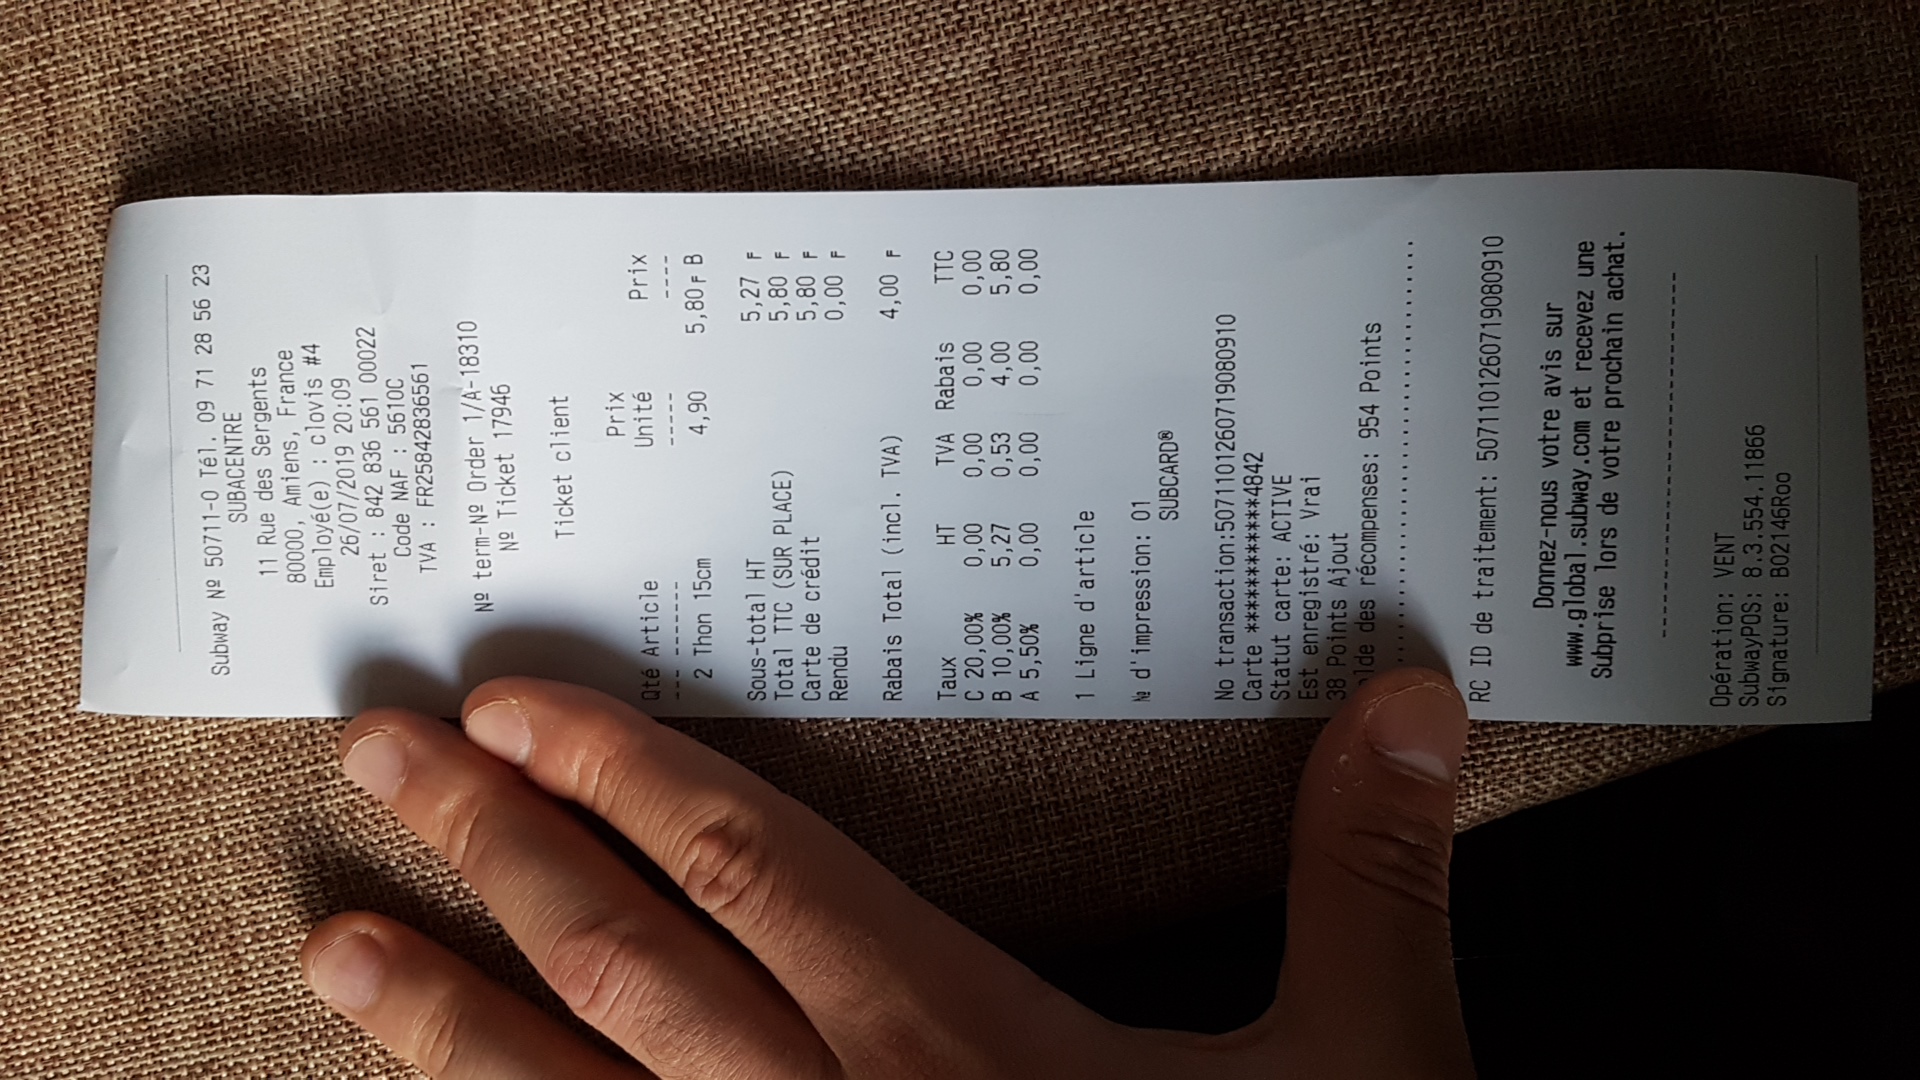 Subway Nº 50711-0 Tél. 09 71 28 56 23
SUBACENTRE
11 Rue des Sergents
80000, Amiens, France
Employé(e) : clovis #4
26/07/2019 20:09
Siret : 842 836 561 00022
Code NAF : 5610C
TVA : FR25842836561
Nº term-Nº Order 1/A-18310
Nº Ticket 17946
Ticket client
Prix
Qté Article Unité Prix
--- ------- ---- ----
2 Thon 15cm 4,90 5,80 F B
Sous-total HT 5,27 F
Total TTC (SUR PLACE) 5,80 F
Carte de crédit 5,80 F
Rendu 0,00 F
Rabais Total (incl. TVA) 4,00 F
Taux HT TVA Rabais TTC
C 20,00% 0,00 0,00 0,00 0,00
B 10,00% 5,27 0,53 4,00 5,80
A 5,50% 0,00 0,00 0,00 0,00
1 Ligne d'article
№ d'impression: 01
SUBCARD®
No transaction:50711011260719080910
Carte ************4842
Statut carte: ACTIVE
Est enregistré: Vrai
38 Points Ajout
lde des récompenses: 954 Points
RC ID de traitement: 50711011260719080910
Donnez-nous votre avis sur
www.global.subway.com et recevez une
Subprise lors de votre prochain achat.
Opération: VENT
SubwayPOS: 8.3.554.11866
Signature: B02146Roo